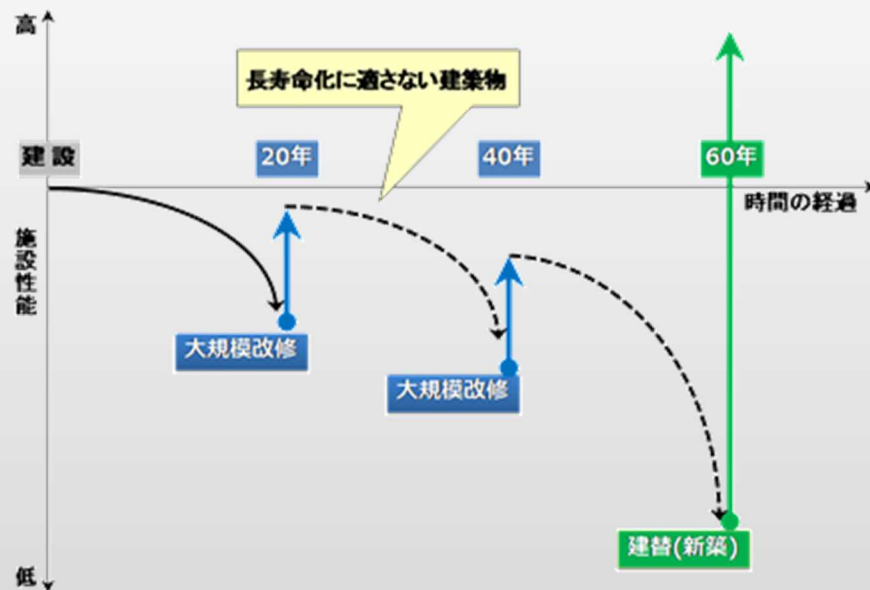 高
長寿命化に適さない建築物
建設
20年
40年
60年
時間の経過
施設性能
大規模改修
大規模改修
建替(新築)
低